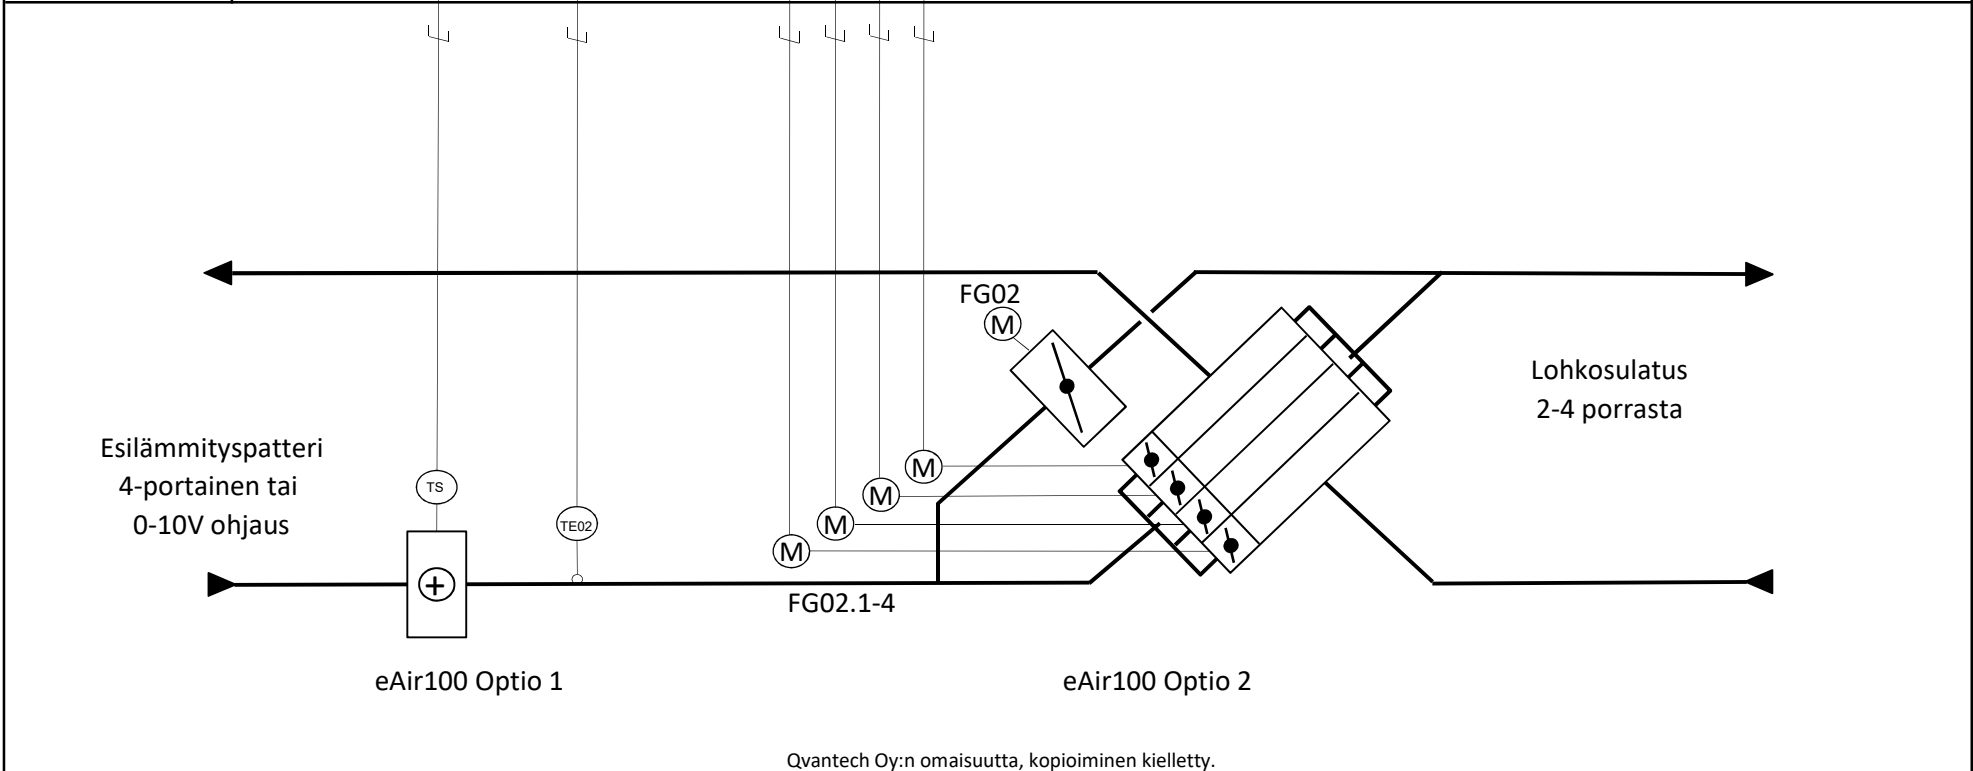 FG02
M
Lohkosulatus
2-4 porrasta
Esilämmityspatteri
4-portainen tai
0-10V ohjaus
TS
TE02
M
M
M
M
+
FG02.1-4
eAir100 Optio 1
eAir100 Optio 2
Qvantech Oy:n omaisuutta, kopioiminen kielletty.